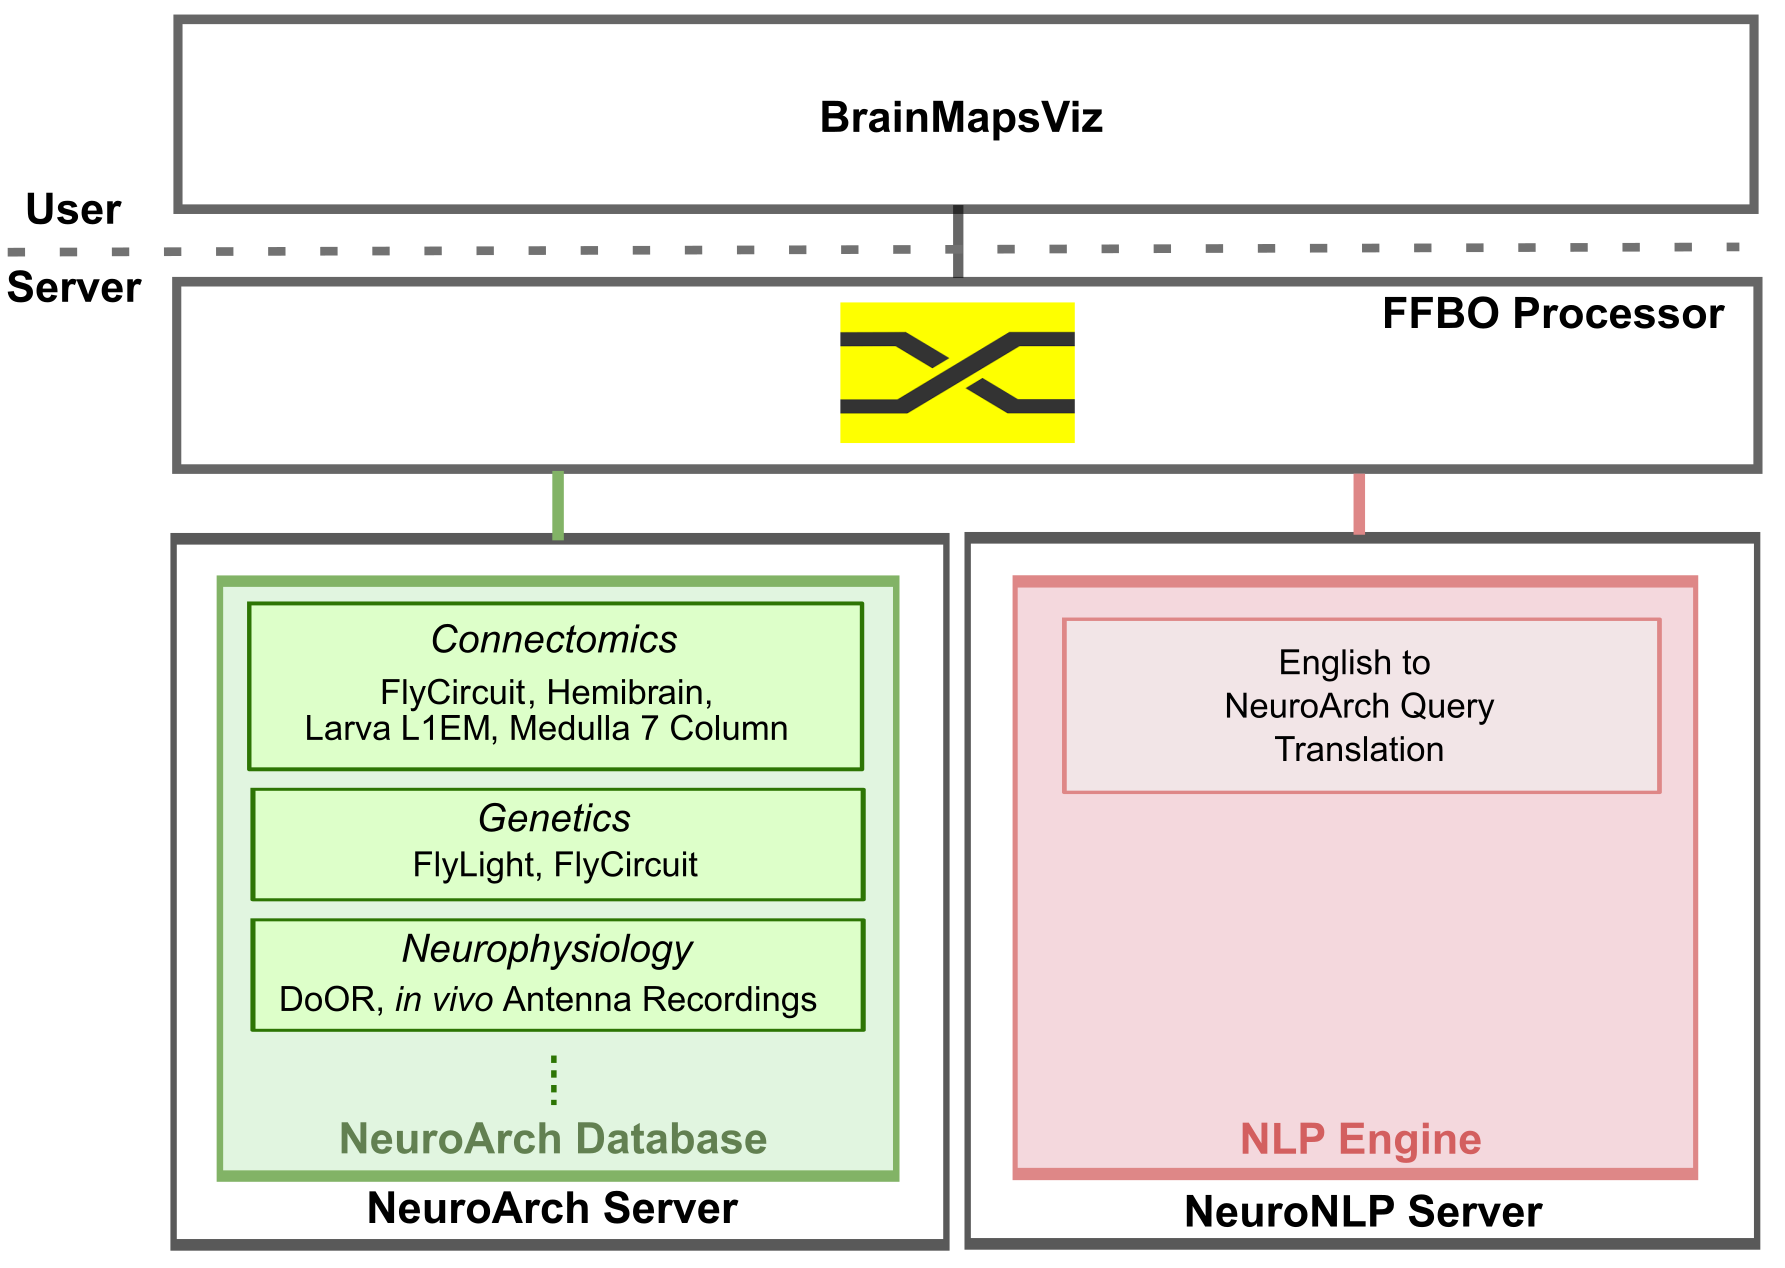 BrainMapsViz
User
Server
FFBO Processor
Connectomics
FlyCircuit, Hemibrain,
Larva L1EM, Medulla 7 Column
Genetics
FlyLight, FlyCircuit
Neurophysiology
DoOR, in vivo Antenna Recordings
NeuroArch Database
NeuroArch Server
English to
NeuroArch Query
Translation
NLP Engine
NeuroNLP Server